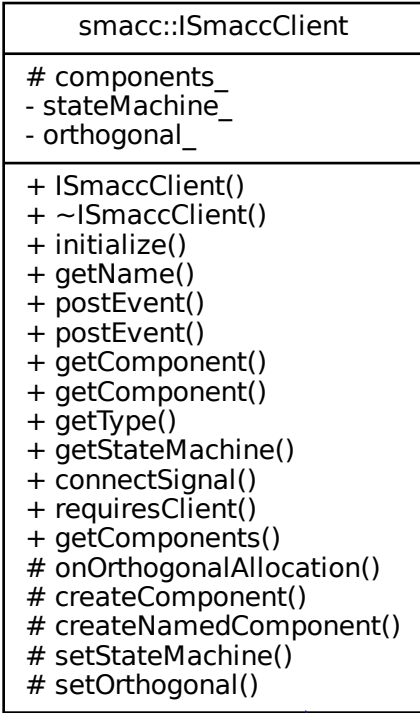 smacc::ISmaccClient
# components_
- stateMachine_
- orthogonal_
+ ISmaccClient()
+ ~ISmaccClient()
+ initialize()
+ getName()
+ postEvent()
+ postEvent()
+ getComponent()
+ getComponent()
+ getType()
+ getStateMachine()
+ connectSignal()
+ requiresClient()
+ getComponents()
# onOrthogonalAllocation()
# createComponent()
# createNamedComponent()
# setStateMachine()
# setOrthogonal()